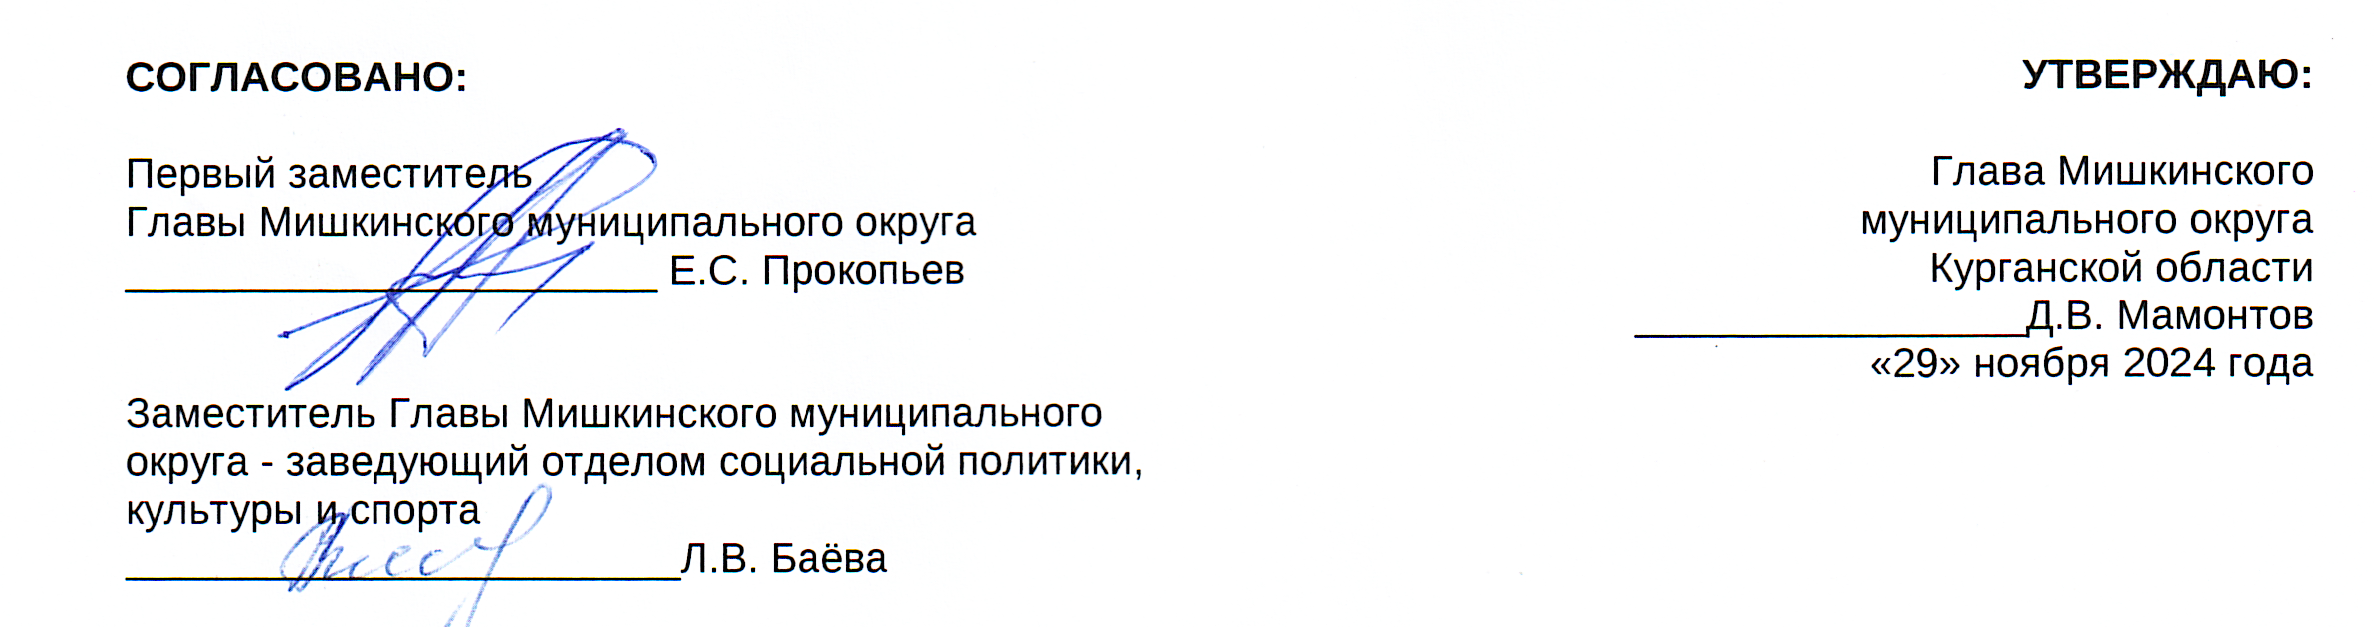 СОГЛАСОВАНО:
Первый заместитель
Главы Мишкинского муниципального округа
Е.С. Прокопьев
Заместитель Главы Мишкинского муниципального
округа - заведующий отделом социальной политики,
культуры и спорта
Л.В. Баёва
УТВЕРЖДАЮ:
Глава Мишкинского
муниципального округа
Курганской области
Д.В. Мамонтов
«29» ноября 2024 года